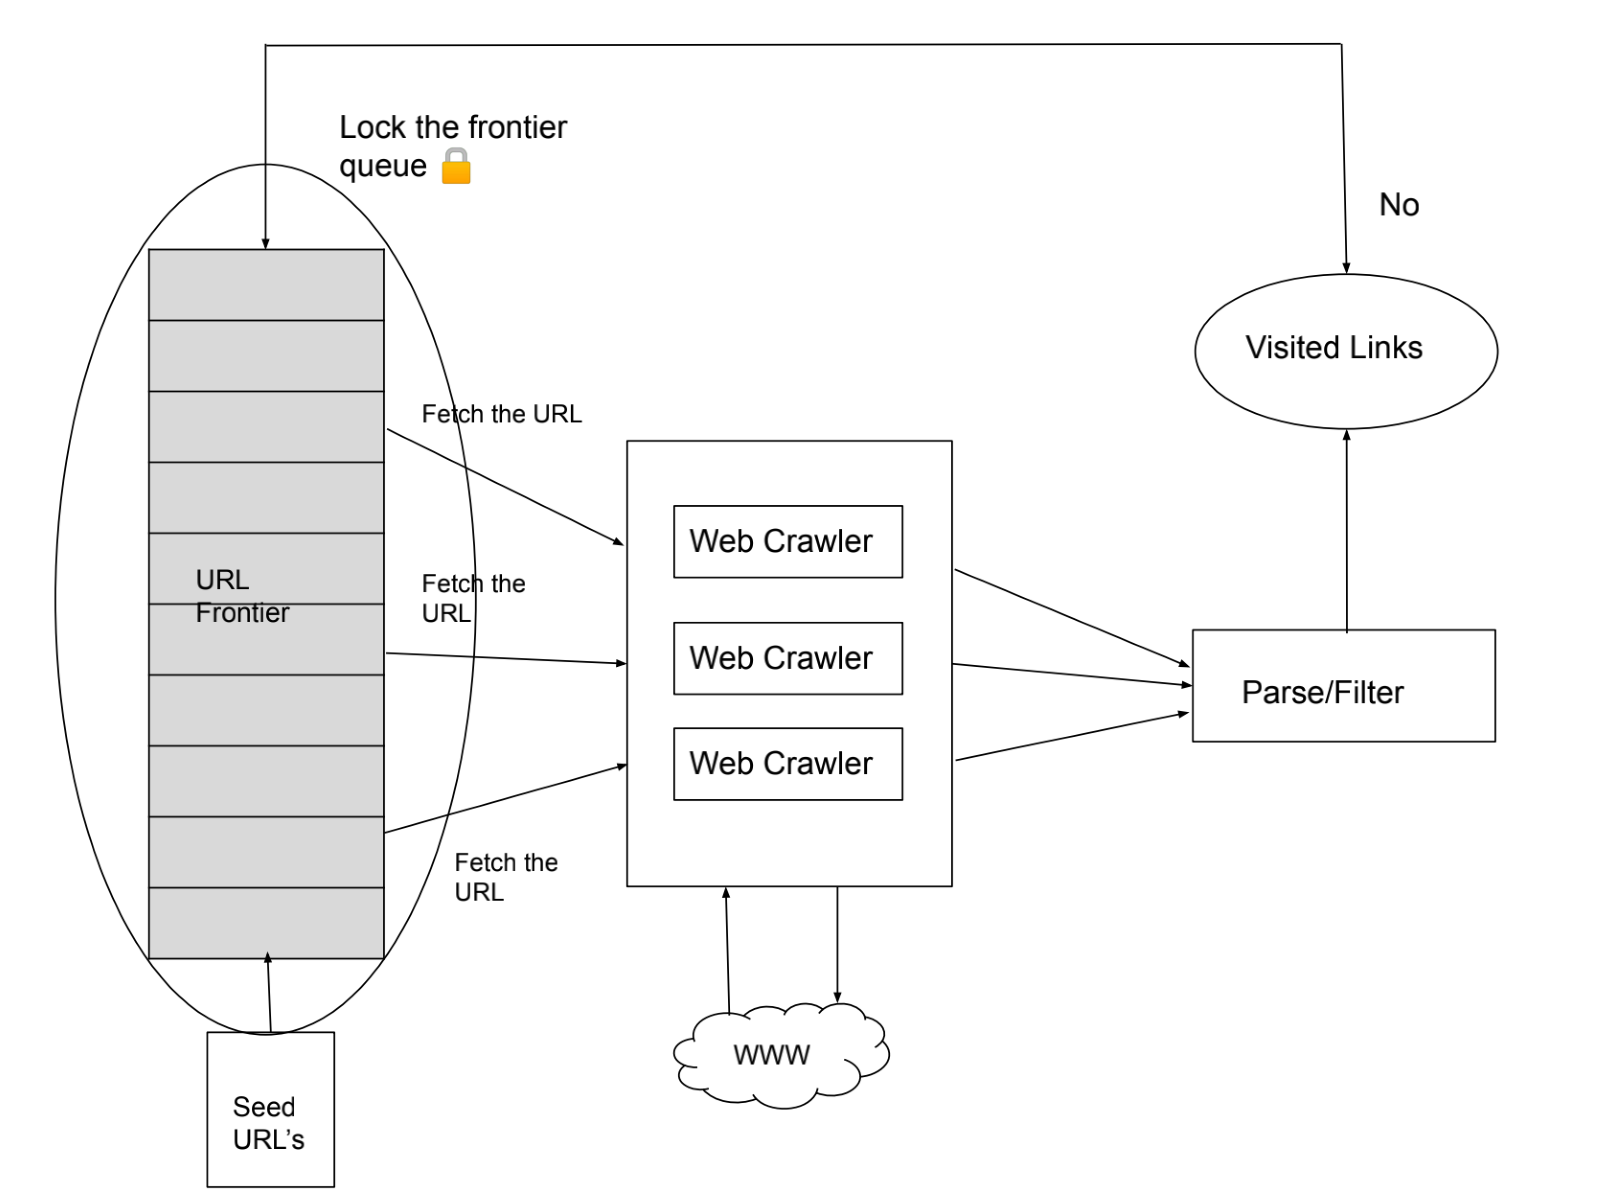 Lock the frontier
queue 🔒
No
Visited Links
Fetch the URL
Web Crawler
URL
Frontier
Fetch the
URL
Web Crawler
Parse/Filter
Web Crawler
Fetch the
URL
WWW
Seed
URL’s